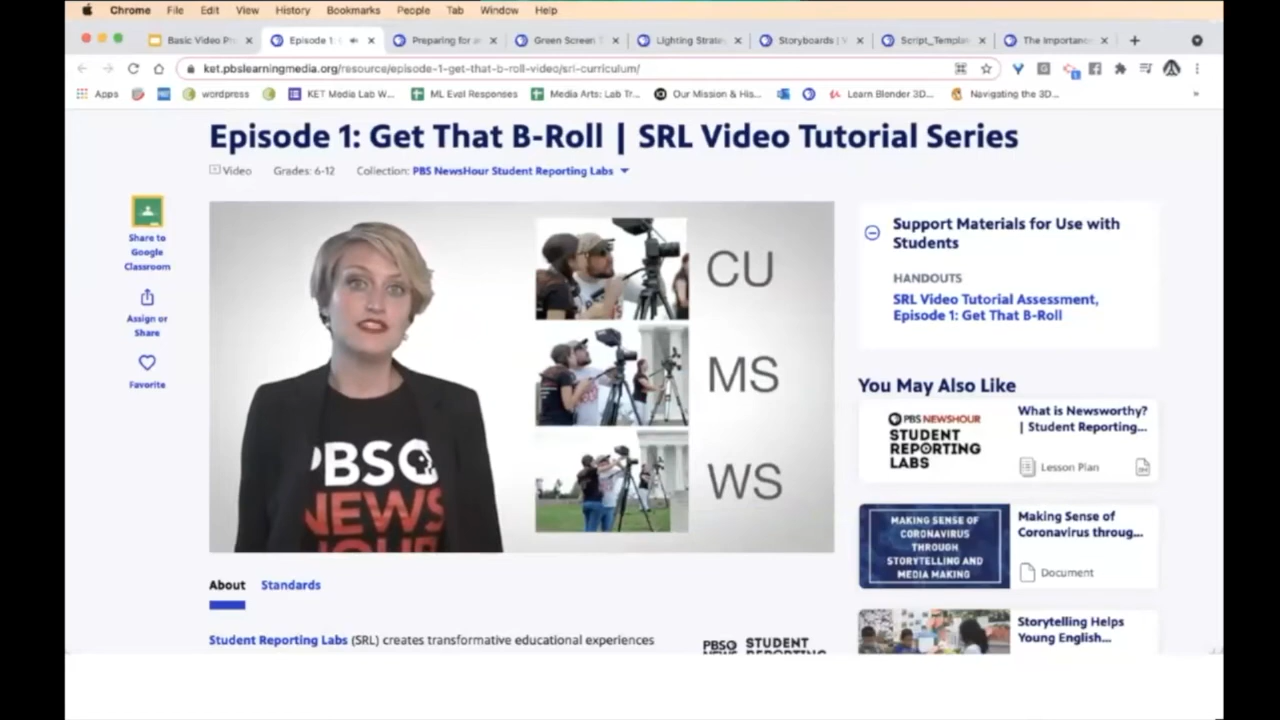 Chrome File Edit View History Bookmarks People Tab Window Help
Basic Video Pr
Episode 1:
Preparing for a
Green Screen T
Lighting Strate
Storyboards | V
Script_Templat
The Importanc
ket.pbslearningmedia.org/resource/episode-1-get-that-b-roll-video/srl-curriculum/
Apps wordpress KET Media Lab W... ML Eval Responses Media Arts: Lab Tr... Our Mission & His... Learn Blender 3D... Navigating the 3D... »
Episode 1: Get That B-Roll | SRL Video Tutorial Series
Video Grades: 6-12 Collection: PBS NewsHour Student Reporting Labs
Share to
Google
Classroom
Assign or
Share
Favorite
CU
MS
WS
PBS
NEWS
HOUR
Support Materials for Use with
Students
HANDOUTS
SRL Video Tutorial Assessment,
Episode 1: Get That B-Roll
You May Also Like
PBS NEWSHOUR
STUDENT
REPORTING
LABS
What is Newsworthy?
| Student Reporting...
Lesson Plan
MAKING SENSE OF
CORONAVIRUS
THROUGH
STORYTELLING AND
MEDIA MAKING
Making Sense of
Coronavirus throug...
Document
Storytelling Helps
Young English...
About Standards
Student Reporting Labs (SRL) creates transformative educational experiences
PBS STUDENT
NEWS REPORTING